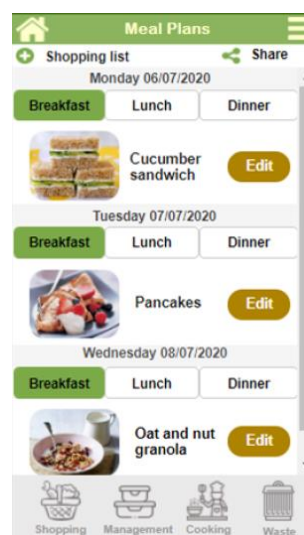 Meal Plans
Shopping list Share
Monday 06/07/2020
Breakfast Lunch Dinner
Cucumber
sandwich
Edit
Tuesday 07/07/2020
Breakfast Lunch Dinner
Pancakes Edit
Wednesday 08/07/2020
Breakfast Lunch Dinner
Oat and nut
granola
Edit
Shopping Management Cooking Waste